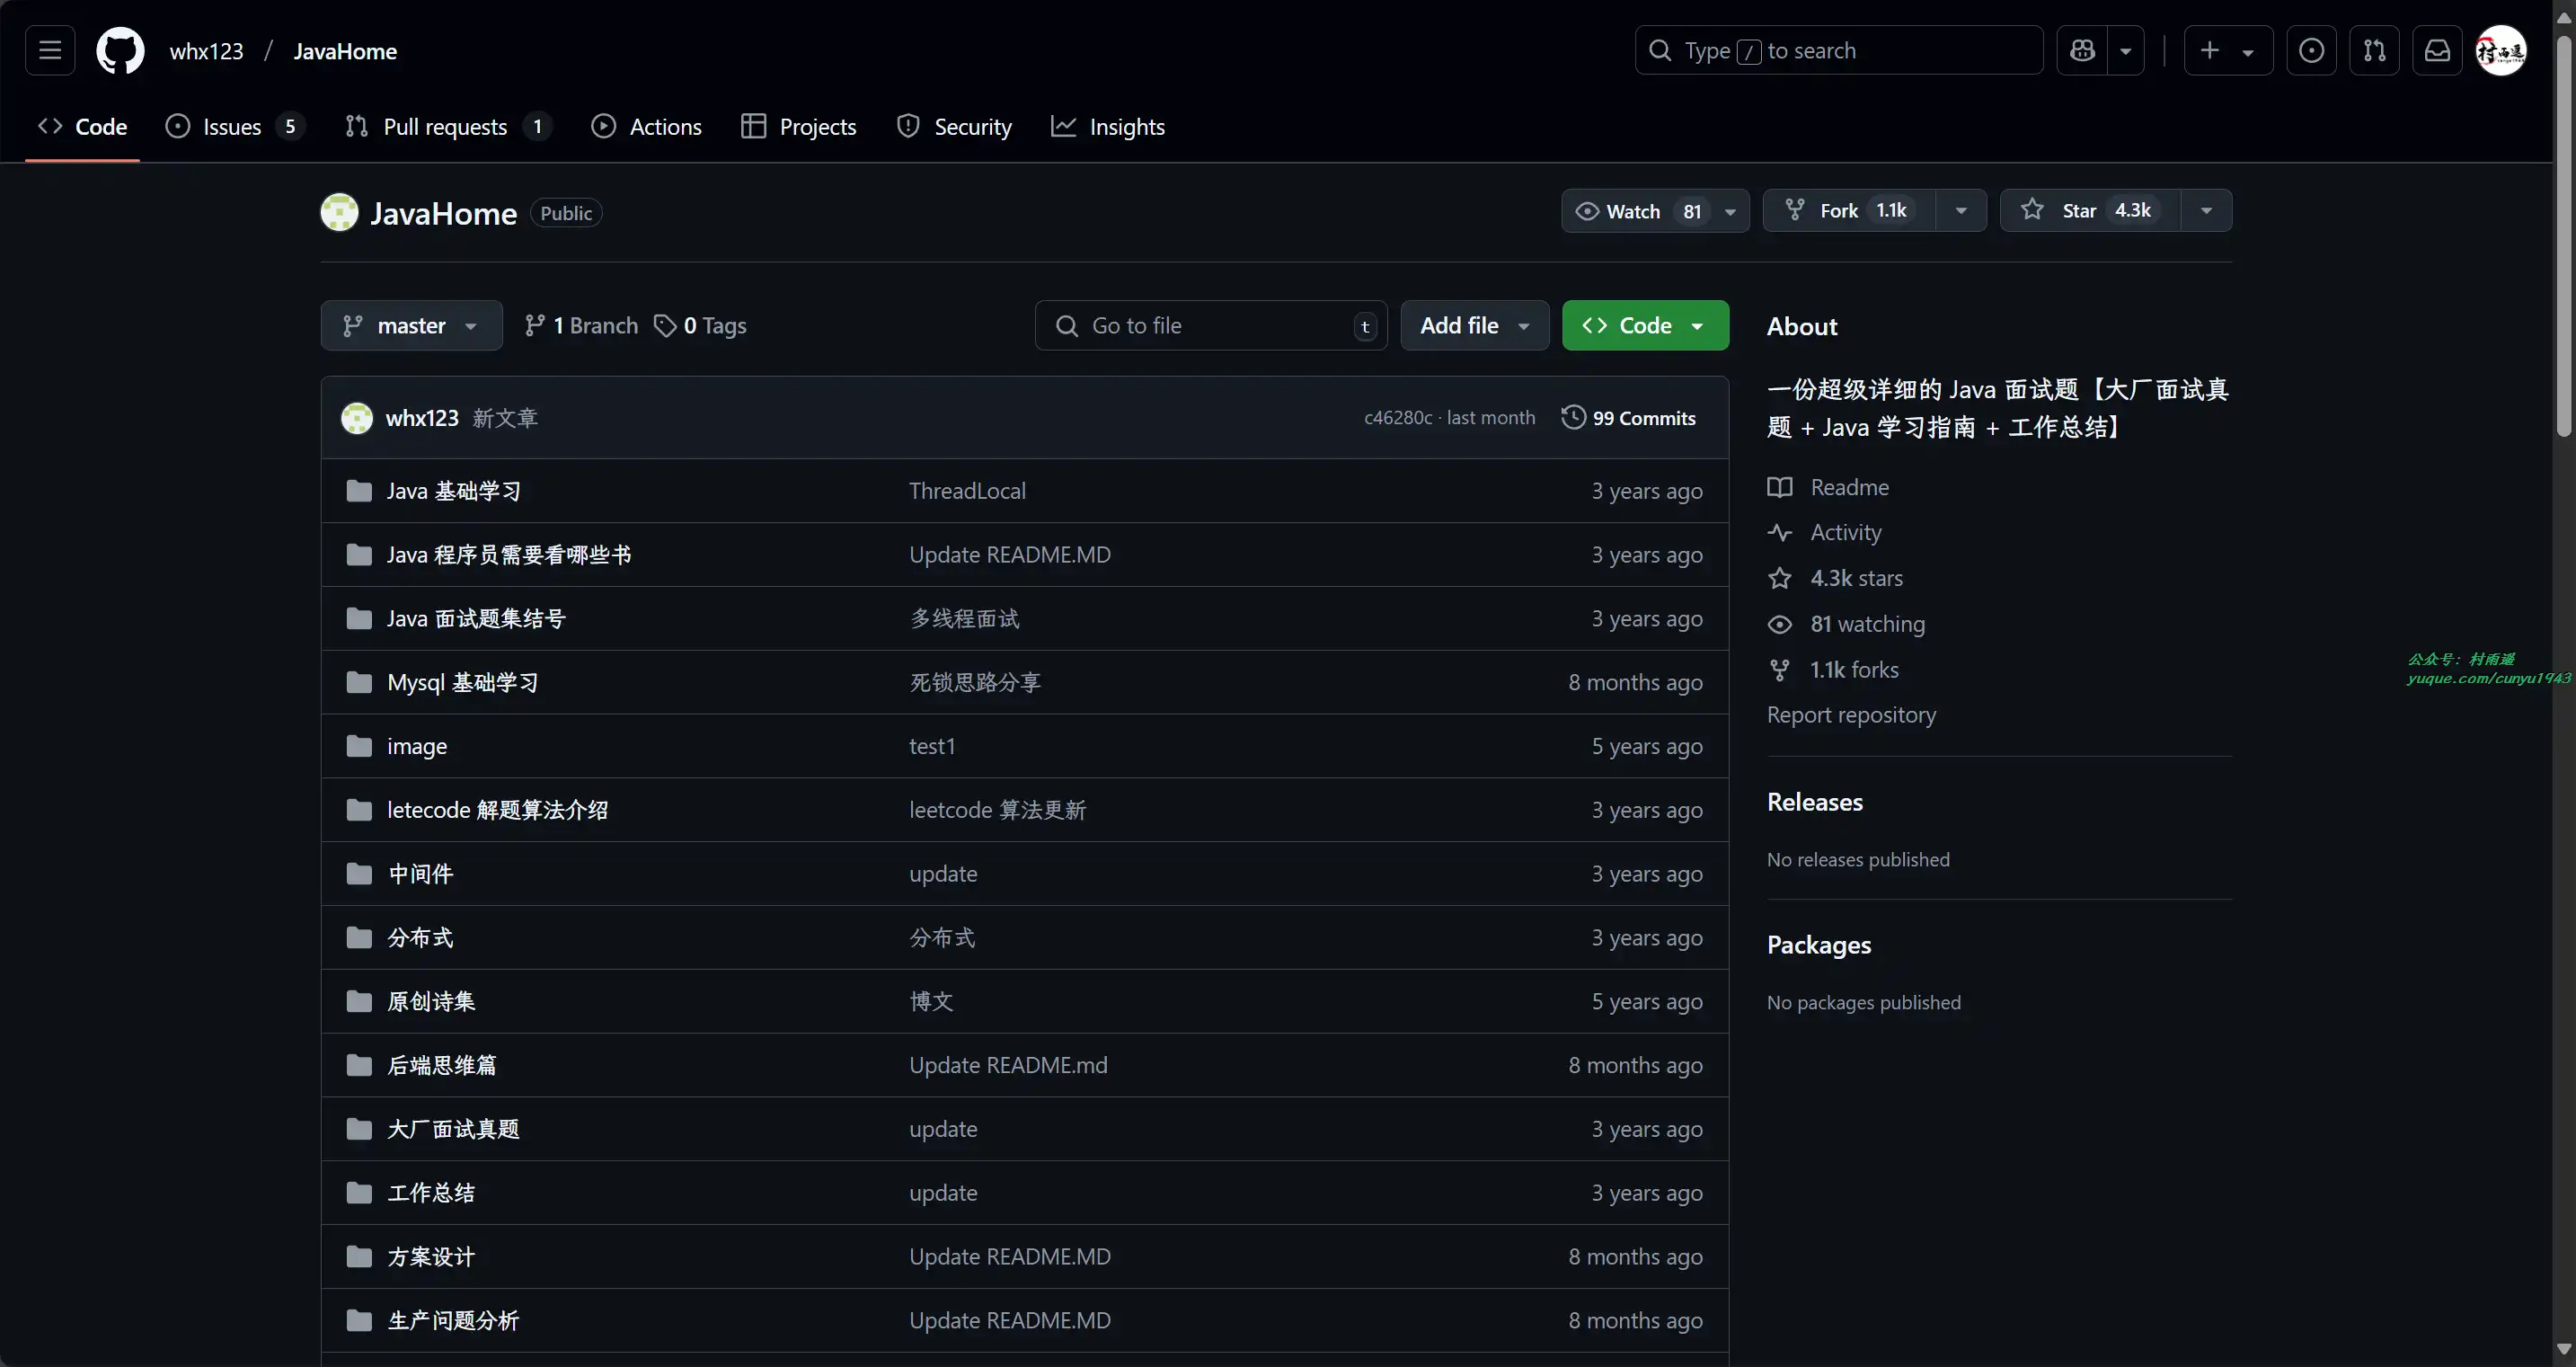 whx123 / JavaHome
Type / to search
Code
Issues 5
Pull requests 1
Actions
Projects
Security
Insights
JavaHome Public
Watch 81
Fork 1.1k
Star 4.3k
master
1 Branch
0 Tags
Go to file t
Add file
Code
whx123 新文章 c46280c · last month 99 Commits
Java 基础学习 ThreadLocal 3 years ago
Java 程序员需要看哪些书 Update README.MD 3 years ago
Java 面试题集结号 多线程面试 3 years ago
Mysql 基础学习 死锁思路分享 8 months ago
image test1 5 years ago
letecode 解题算法介绍 leetcode 算法更新 3 years ago
中间件 update 3 years ago
分布式 分布式 3 years ago
原创诗集 博文 5 years ago
后端思维篇 Update README.md 8 months ago
大厂面试真题 update 3 years ago
工作总结 update 3 years ago
方案设计 Update README.MD 8 months ago
生产问题分析 Update README.MD 8 months ago
About
一份超级详细的 Java 面试题【大厂面试真
题 + Java 学习指南 + 工作总结】
Readme
Activity
4.3k stars
81 watching
1.1k forks
Report repository
Releases
No releases published
Packages
No packages published
公众号：村雨遥
yuque.com/cunyu1943